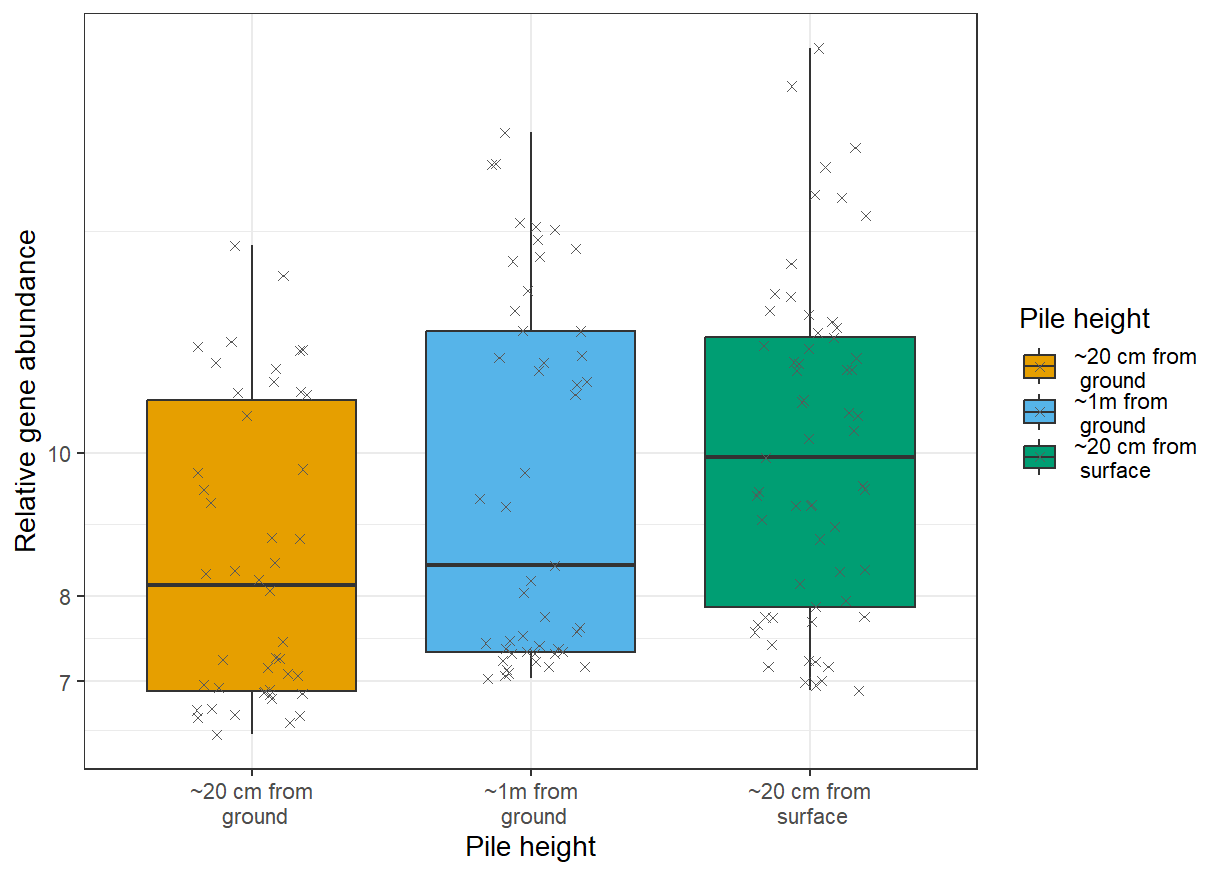 Relative gene abundance
10
8
7
~20 cm from
ground
~1m from
ground
~20 cm from
surface
Pile height
Pile height
~20 cm from
ground
~1m from
ground
~20 cm from
surface